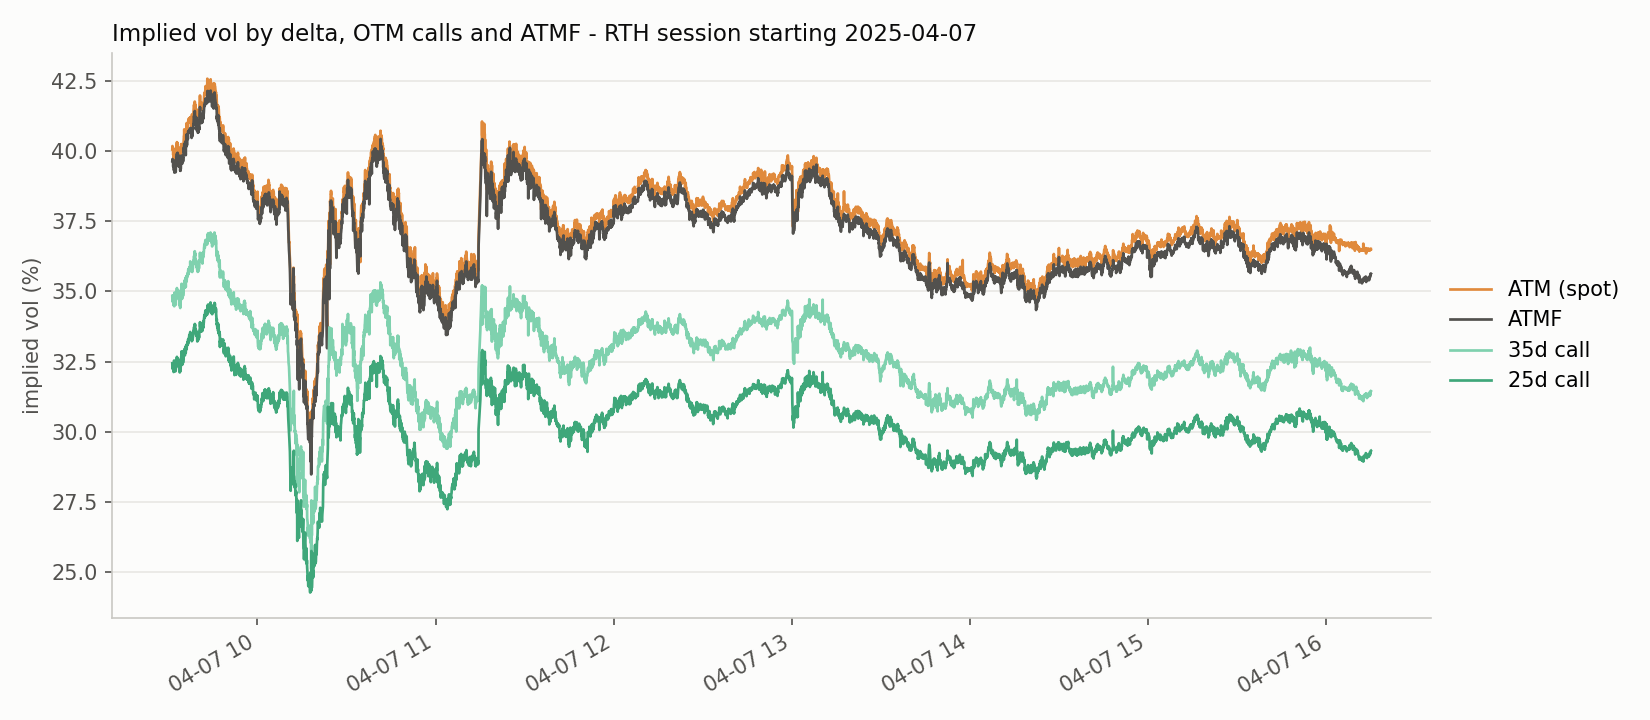 Implied vol by delta, OTM calls and ATMF - RTH session starting 2025-04-07
implied vol (%)
42.5
40.0
37.5
35.0
32.5
30.0
27.5
25.0
04-07 10
04-07 11
04-07 12
04-07 13
04-07 14
04-07 15
04-07 16
ATM (spot)
ATMF
35d call
25d call